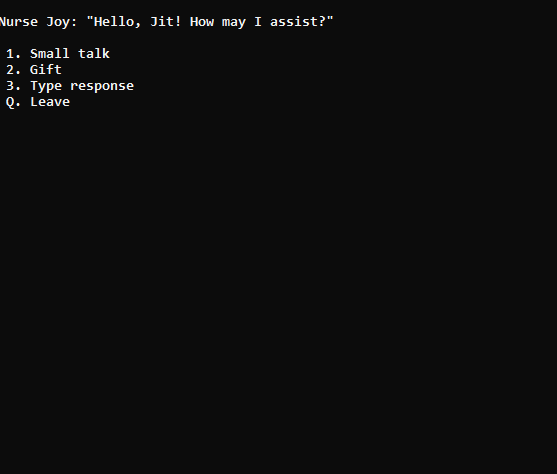 Nurse Joy: "Hello, Jit! How may I assist?"
1. Small talk
2. Gift
3. Type response
Q. Leave